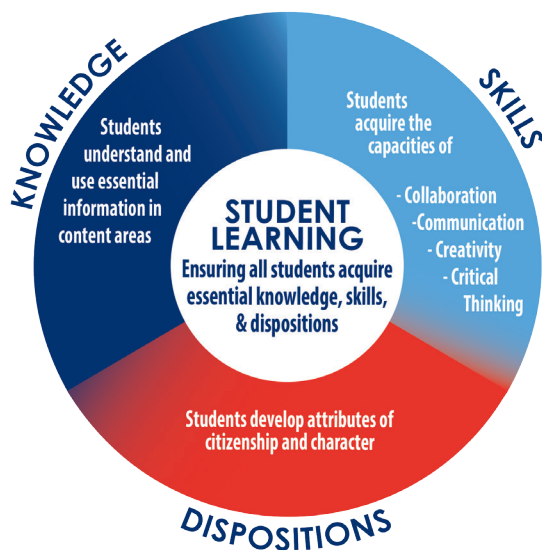 KNOWLEDGE
Students
understand and
use essential
information in
content areas
SKILLS
Students
acquire the
capacities of
- Collaboration
-Communication
- Creativity
- Critical
Thinking
STUDENT
LEARNING
Ensuring all students acquire
essential knowledge, skills,
& dispositions
Students develop attributes of
citizenship and character
DISPOSITIONS